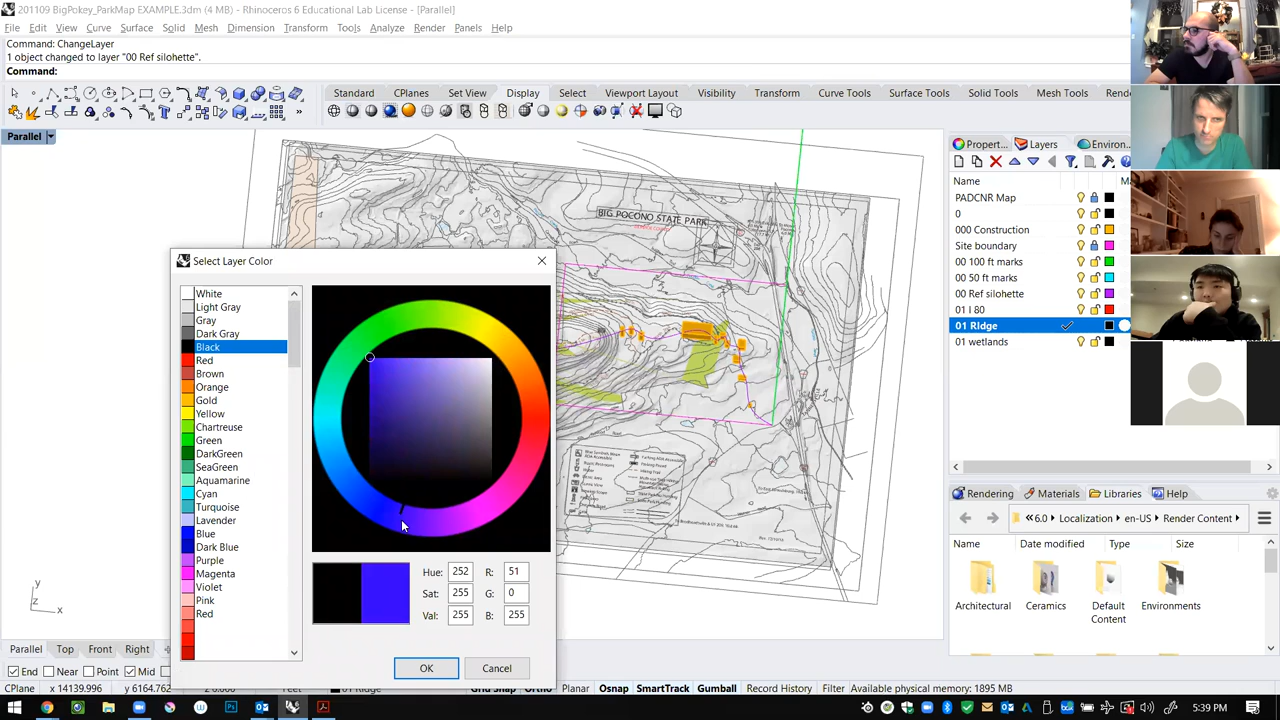 201109 BigPokey_ParkMap EXAMPLE.3dm (4 MB) - Rhinoceros 6 Educational Lab License - [Parallel]
File Edit View Curve Surface Solid Mesh Dimension Transform Tools Analyze Render Panels Help
Command: ChangeLayer
1 object changed to layer "00 Ref silohette".
Command:
Standard CPlanes Set View Display Select Viewport Layout Visibility Transform Curve Tools Surface Tools Solid Tools Mesh Tools Rende
Parallel
Propert... Layers Environ...
Name Ma
PADCNR Map
0
000 Construction
Site boundary
00 100 ft marks
00 50 ft marks
00 Ref silohette
01 I 80
01 RIdge
01 wetlands
BIG POCONO STATE PARK
Select Layer Color
White
Light Gray
Gray
Dark Gray
Black
Red
Brown
Orange
Gold
Yellow
Chartreuse
Green
DarkGreen
SeaGreen
Aquamarine
Cyan
Turquoise
Lavender
Blue
Dark Blue
Purple
Magenta
Violet
Pink
Red
Hue: 252 R: 51
Sat: 255 G: 0
Val: 255 B: 255
OK Cancel
Rendering Materials Libraries Help
6.0 Localization en-US Render Content
Name Date modified Type Size
Architectural Ceramics Default Content Environments
y
z x
Parallel Top Front Right
End Near Point Mid
CPlane x 14139.996 y 6164.762 Feet 01 RIdge Grid Snap Ortho Planar Osnap SmartTrack Gumball Record History Filter Available physical memory: 1895 MB
5:39 PM